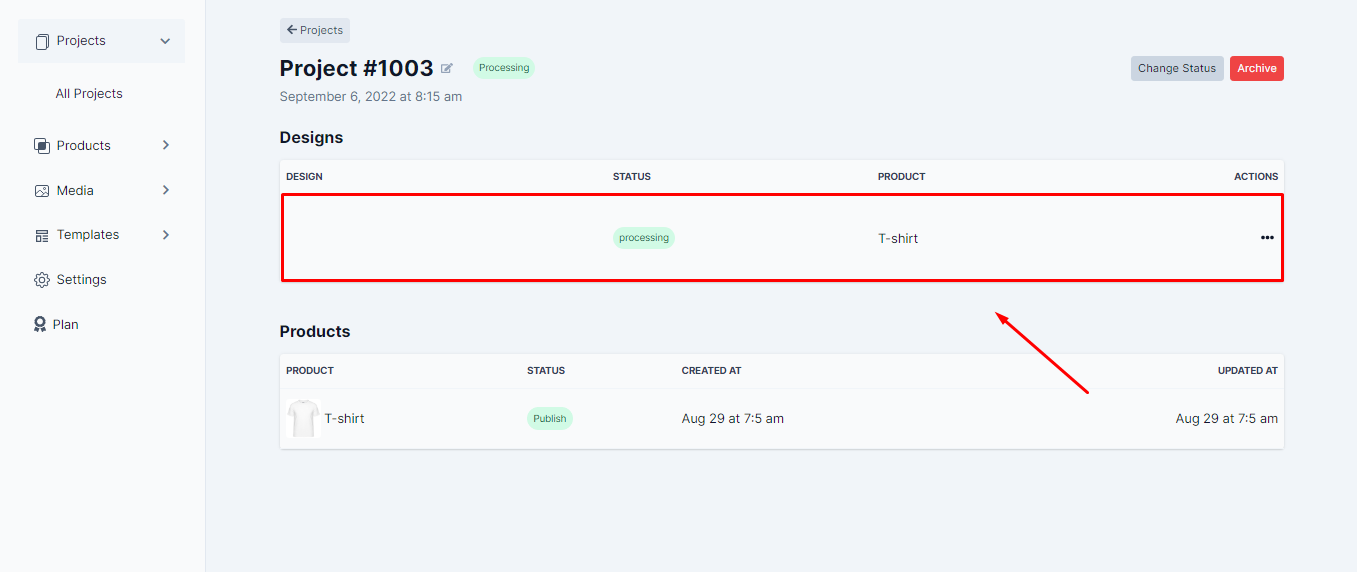 Projects
All Projects
Products
Media
Templates
Settings
Plan
Projects
Project #1003 Processing
Change Status Archive
September 6, 2022 at 8:15 am
Designs
DESIGN STATUS PRODUCT ACTIONS
processing T-shirt
Products
PRODUCT STATUS CREATED AT UPDATED AT
T-shirt Publish Aug 29 at 7:5 am Aug 29 at 7:5 am